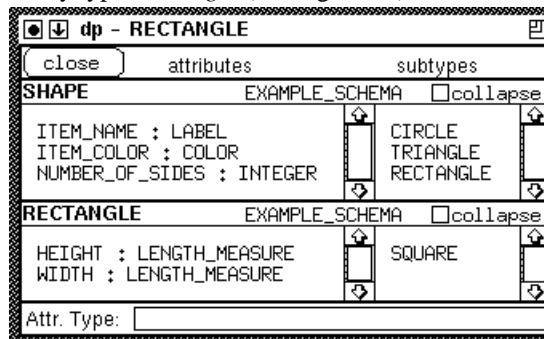 dp - RECTANGLE
close attributes subtypes
SHAPE EXAMPLE_SCHEMA collapse
ITEM_NAME : LABEL CIRCLE
ITEM_COLOR : COLOR TRIANGLE
NUMBER_OF_SIDES : INTEGER RECTANGLE
RECTANGLE EXAMPLE_SCHEMA collapse
HEIGHT : LENGTH_MEASURE SQUARE
WIDTH : LENGTH_MEASURE
Attr. Type: